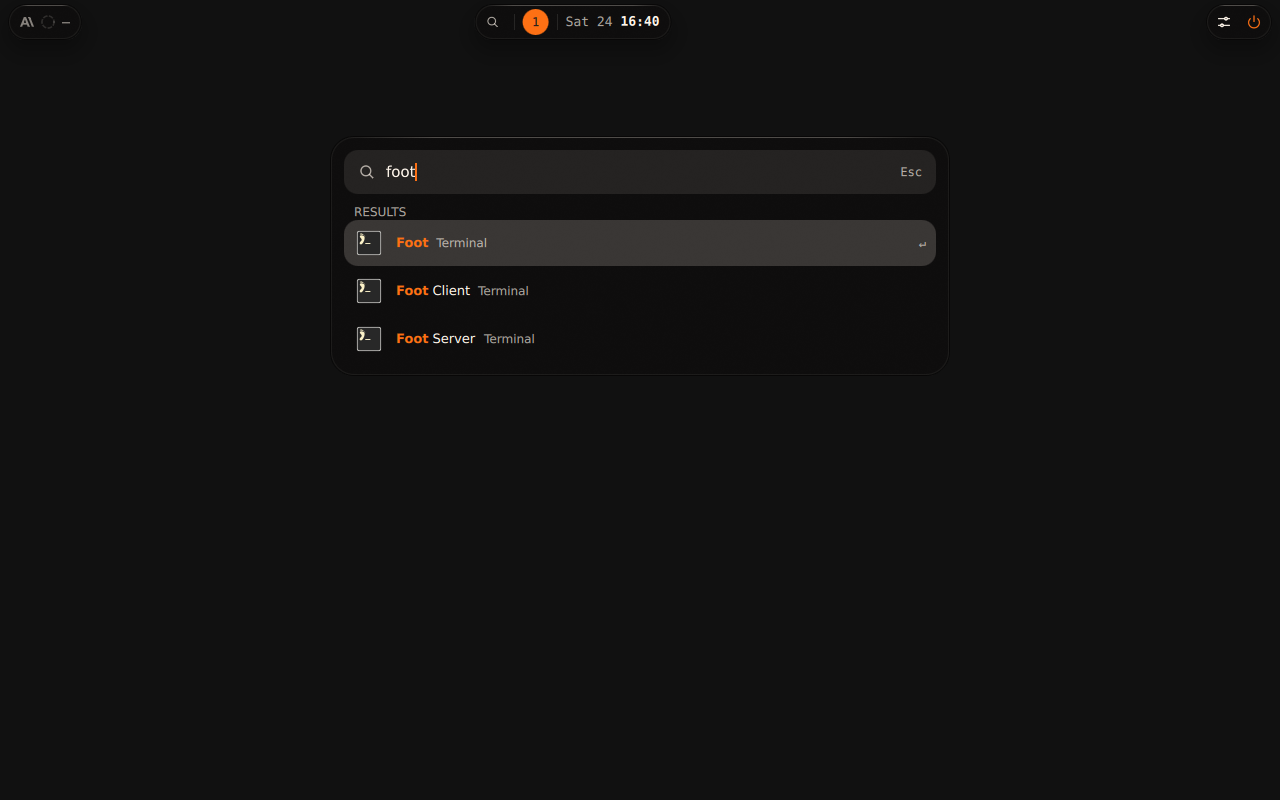 A\ –
1 Sat 24 16:40
foot Esc
RESULTS
Foot Terminal
Foot Client Terminal
Foot Server Terminal